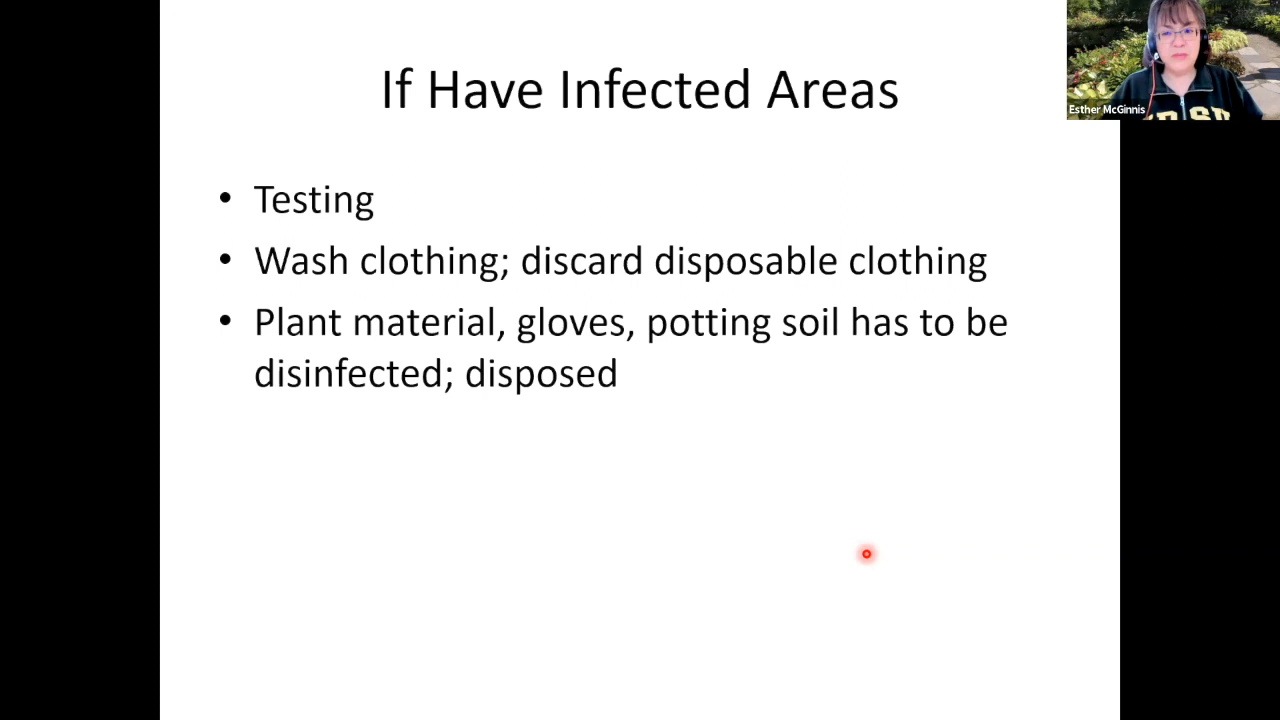 If Have Infected Areas
Esther McGinnis
• Testing
• Wash clothing; discard disposable clothing
• Plant material, gloves, potting soil has to be
disinfected; disposed